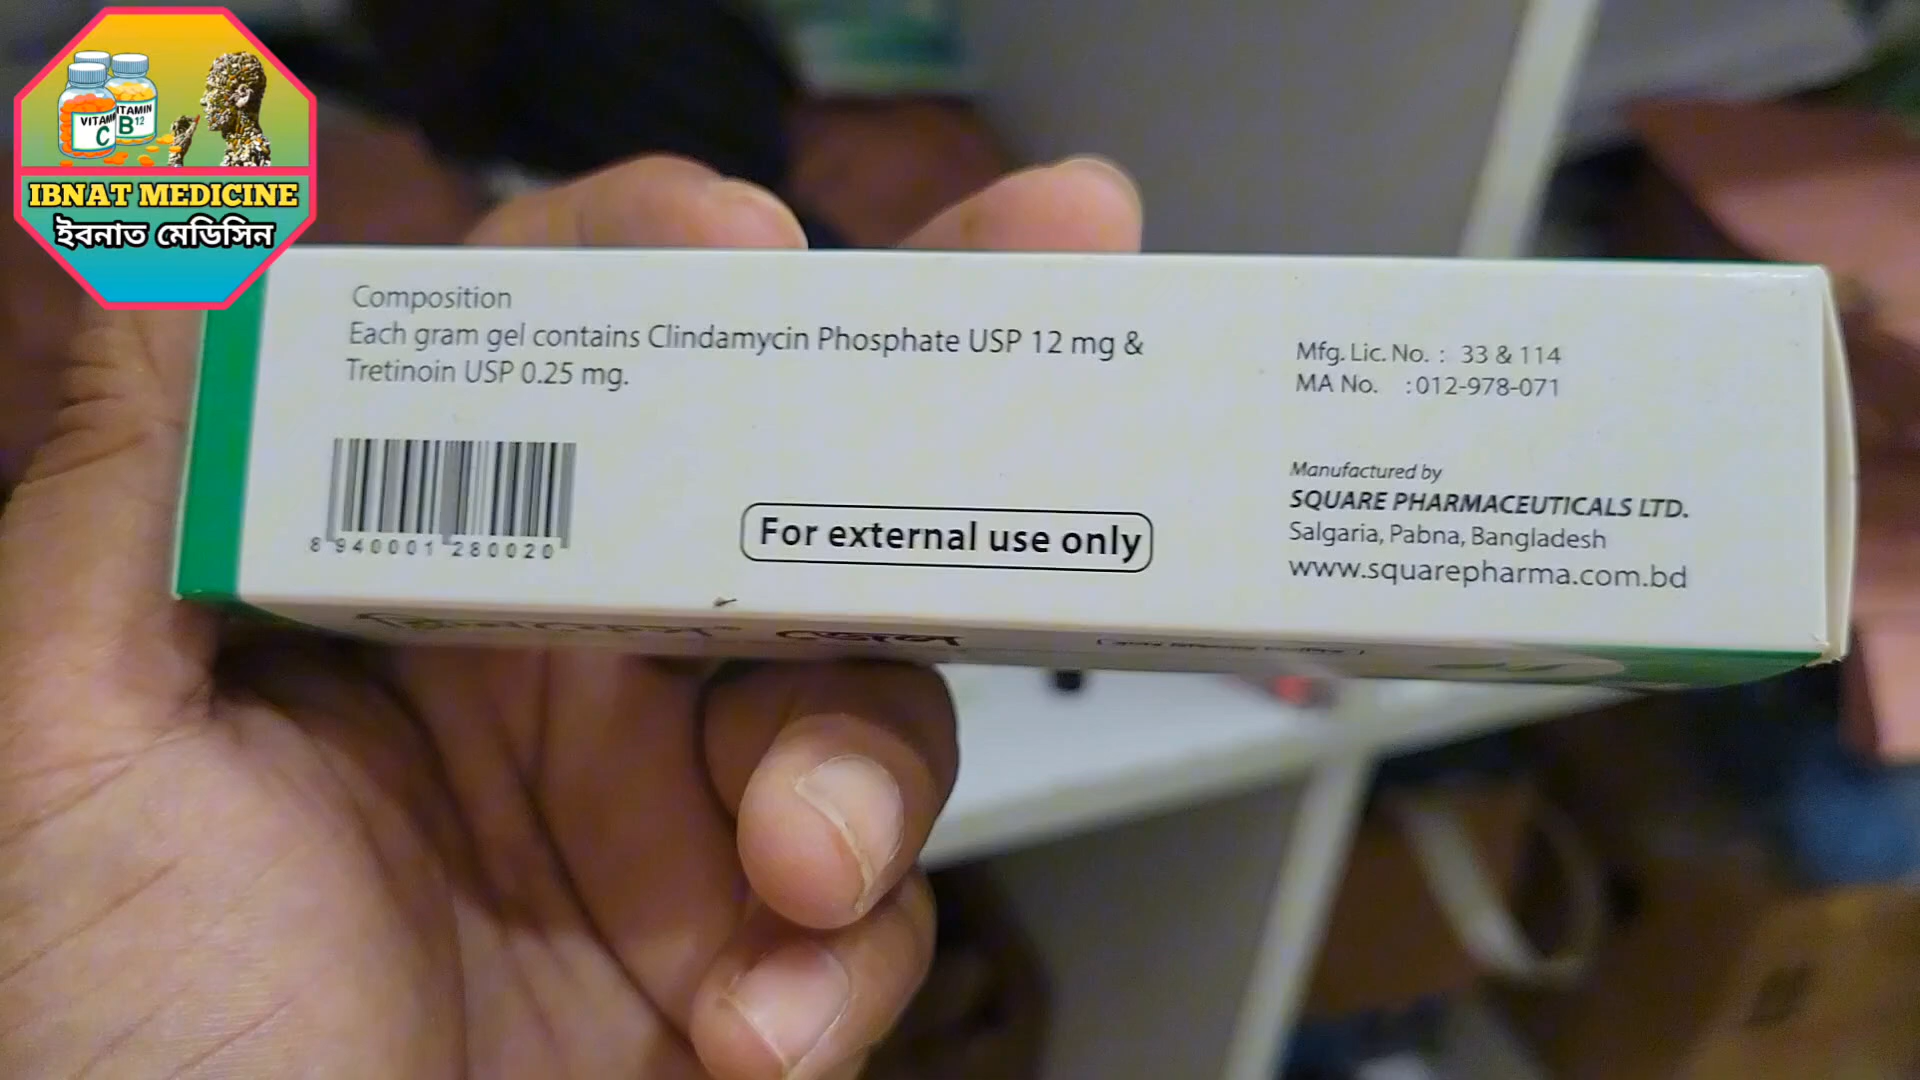 VITAMIN
C
VITAMIN
B12
IBNAT MEDICINE
ইবনাত মেডিসিন
Composition
Each gram gel contains Clindamycin Phosphate USP 12 mg &
Tretinoin USP 0.25 mg.
8 940001 280020
For external use only
Mfg. Lic. No. : 33 & 114
MA No. : 012-978-071
Manufactured by
SQUARE PHARMACEUTICALS LTD.
Salgaria, Pabna, Bangladesh
www.squarepharma.com.bd
জেল